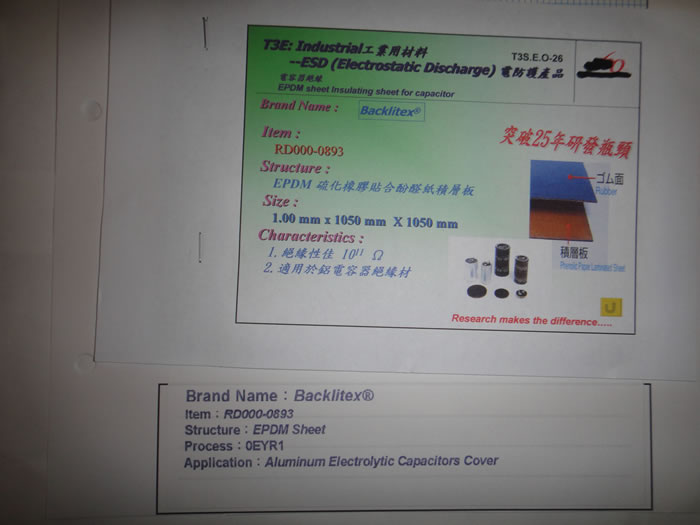 T3E: Industrial工業用材料
--ESD (Electrostatic Discharge) 電防護產品
T3S.E.O-26
電容器絕緣
EPDM sheet Insulating sheet for capacitor
Brand Name : Backlitex®
Item :
RD000-0893
Structure :
EPDM 硫化橡膠貼合酚醛紙積層板
Size :
1.00 mm x 1050 mm X 1050 mm
Characteristics :
1. 絕緣性佳 10¹¹ Ω
2. 適用於鋁電容器絕緣材
突破25年研發瓶頸
ゴム面
Rubber
積層板
Phenolic Paper Laminated Sheet
Research makes the difference.....
Brand Name：Backlitex®
Item：RD000-0893
Structure：EPDM Sheet
Process：0EYR1
Application：Aluminum Electrolytic Capacitors Cover